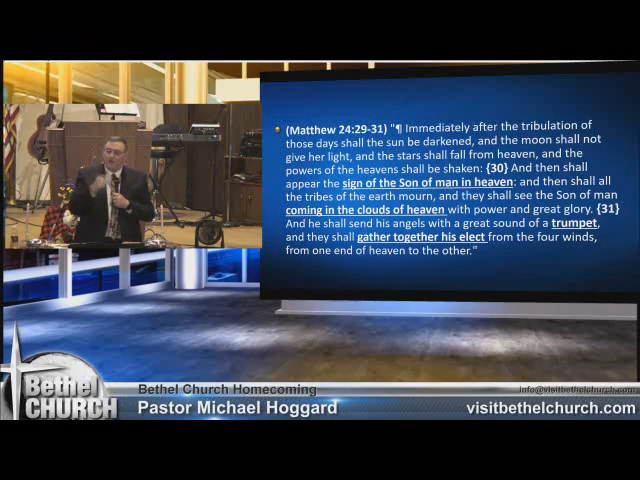 (Matthew 24:29-31) "¶ Immediately after the tribulation of
those days shall the sun be darkened, and the moon shall not
give her light, and the stars shall fall from heaven, and the
powers of the heavens shall be shaken: {30} And then shall
appear the sign of the Son of man in heaven: and then shall all
the tribes of the earth mourn, and they shall see the Son of man
coming in the clouds of heaven with power and great glory. {31}
And he shall send his angels with a great sound of a trumpet,
and they shall gather together his elect from the four winds,
from one end of heaven to the other."
Bethel
CHURCH
Bethel Church Homecoming
info@visitbethelchurch.com
Pastor Michael Hoggard
visitbethelchurch.com